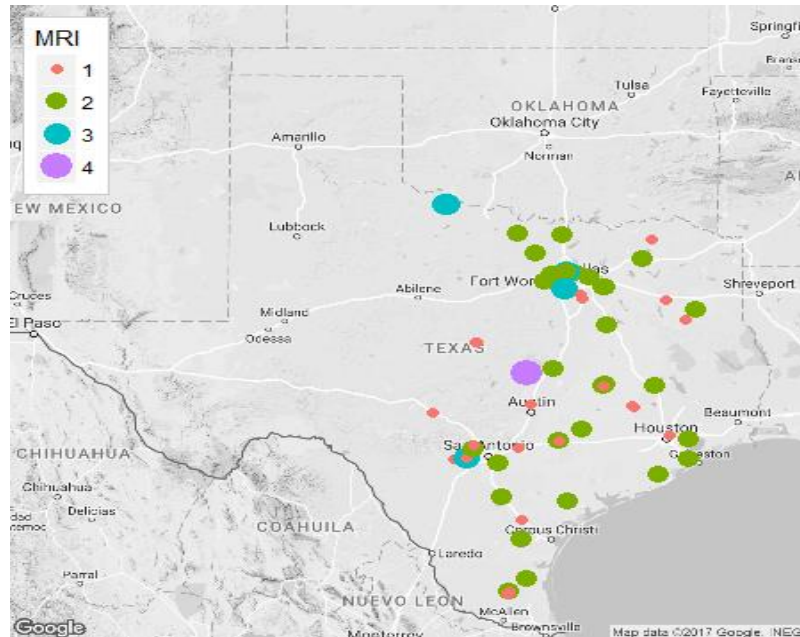 MRI
1
2
3
4
Springfi
Tulsa
Fayetteville
OKLAHOMA
Oklahoma City
Norman
Amarillo
EW MEXICO
Lubbock
Fort Wor
llas
Shreveport
Abilene
Cruces
El Paso
Midland
Odessa
TEXAS
Austin
Beaumont
Houston
San Antonio
CHIHUAHUA
Chihuahua
Delicias
COAHUILA
Corpus Christi
Laredo
Parral
NUEVO LEON
McAllen
Brownsville
Monterrey
Google
Map data ©2017 Google, INEG